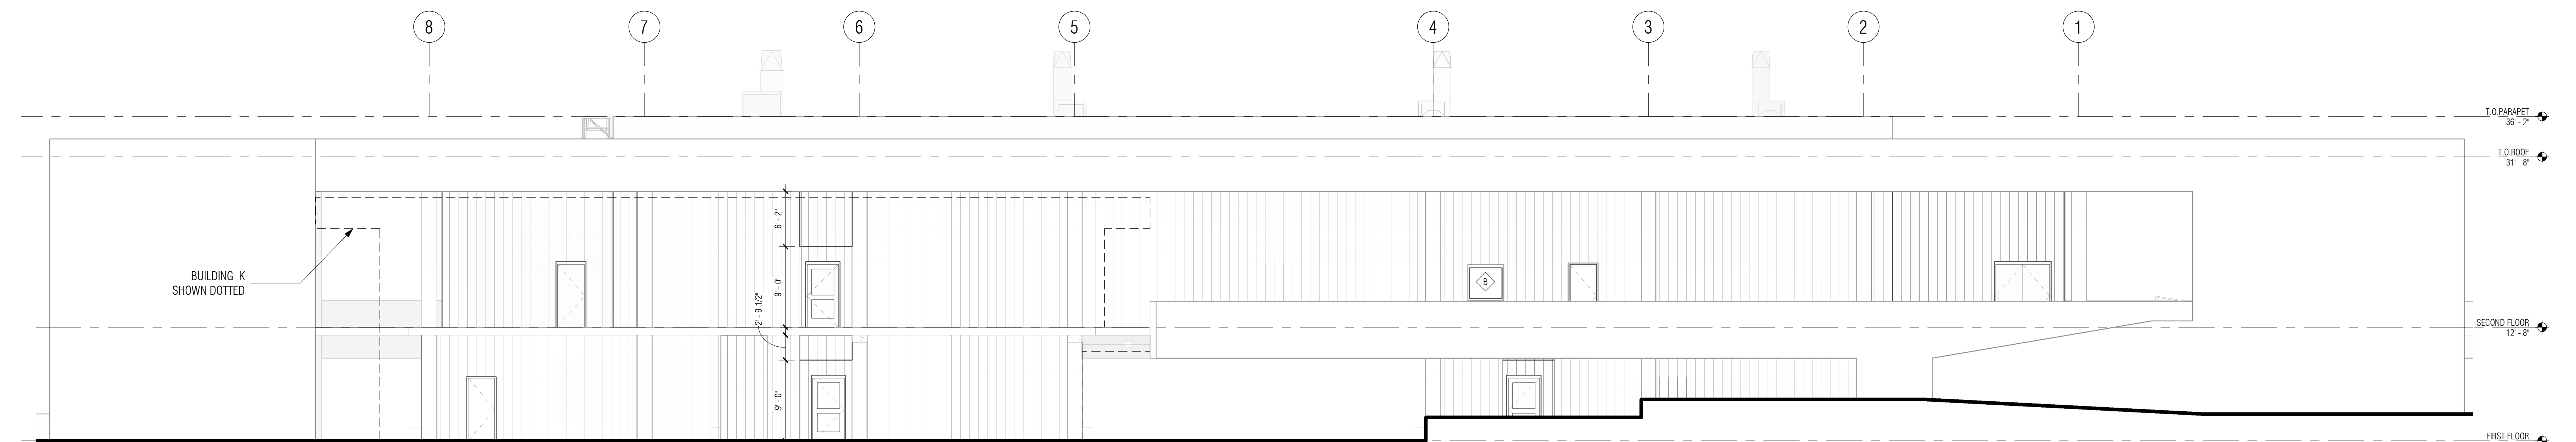 8
7
6
5
4
3
2
1
T.O.PARAPET
36' - 2"
T.O.ROOF
31' - 8"
6' - 2"
BUILDING K
SHOWN DOTTED
9' - 0"
B
2' - 9 1/2"
SECOND FLOOR
12' - 8"
9' - 0"
FIRST FLOOR